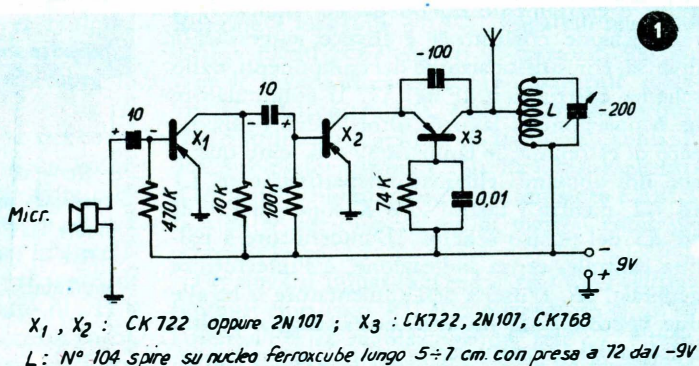 1
-100
10
10
X1
X2
X3
L
-200
Micr.
470K
10K
100K
74K
0,01
- 9V
+
X1, X2: CK722 oppure 2N107; X3: CK722, 2N107, CK768
L: N° 104 spire su nucleo ferroxcube lungo 5÷7 cm. con presa a 72 dal -9V